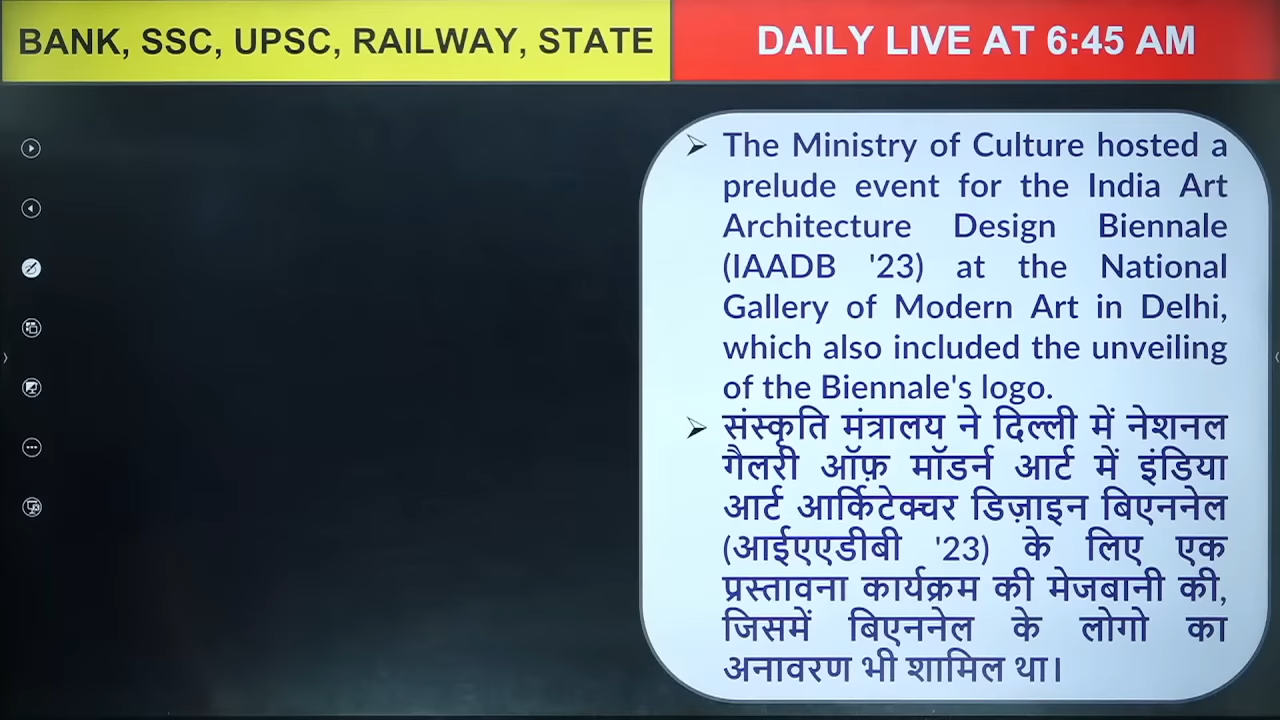 BANK, SSC, UPSC, RAILWAY, STATE
DAILY LIVE AT 6:45 AM
The Ministry of Culture hosted a
prelude event for the India Art
Architecture Design Biennale
(IAADB '23) at the National
Gallery of Modern Art in Delhi,
which also included the unveiling
of the Biennale's logo.
संस्कृति मंत्रालय ने दिल्ली में नेशनल
गैलरी ऑफ़ मॉडर्न आर्ट में इंडिया
आर्ट आर्किटेक्चर डिज़ाइन बिएननेल
(आईएएडीबी '23) के लिए एक
प्रस्तावना कार्यक्रम की मेजबानी की,
जिसमें बिएननेल के लोगो का
अनावरण भी शामिल था।